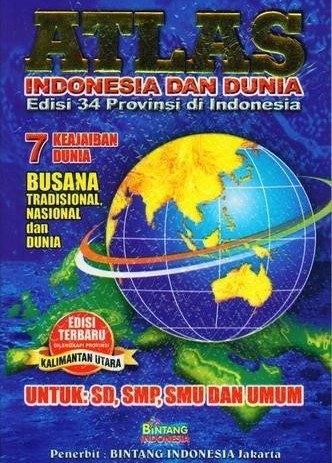 ATLAS
INDONESIA DAN DUNIA
Edisi 34 Provinsi di Indonesia
7 KEAJAIBAN
DUNIA
BUSANA
TRADISIONAL,
NASIONAL
dan
DUNIA
EDISI
TERBARU
DILENGKAPI PROVINSI
KALIMANTAN UTARA
UNTUK: SD, SMP, SMU DAN UMUM
BINTANG
INDONESIA
Penerbit : BINTANG INDONESIA Jakarta